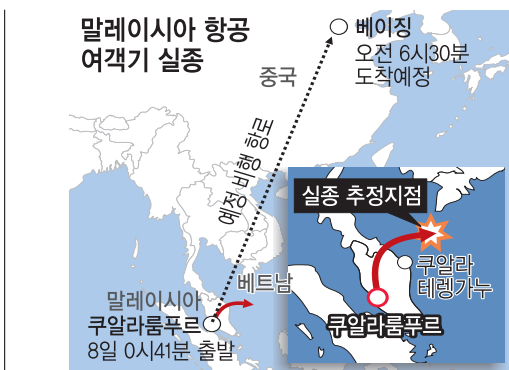 말레이시아 항공
여객기 실종
베이징
오전 6시30분
도착예정
중국
예정 비행 항로
베트남
말레이시아
쿠알라룸푸르
8일 0시41분 출발
실종 추정지점
쿠알라
테렝가누
쿠알라룸푸르